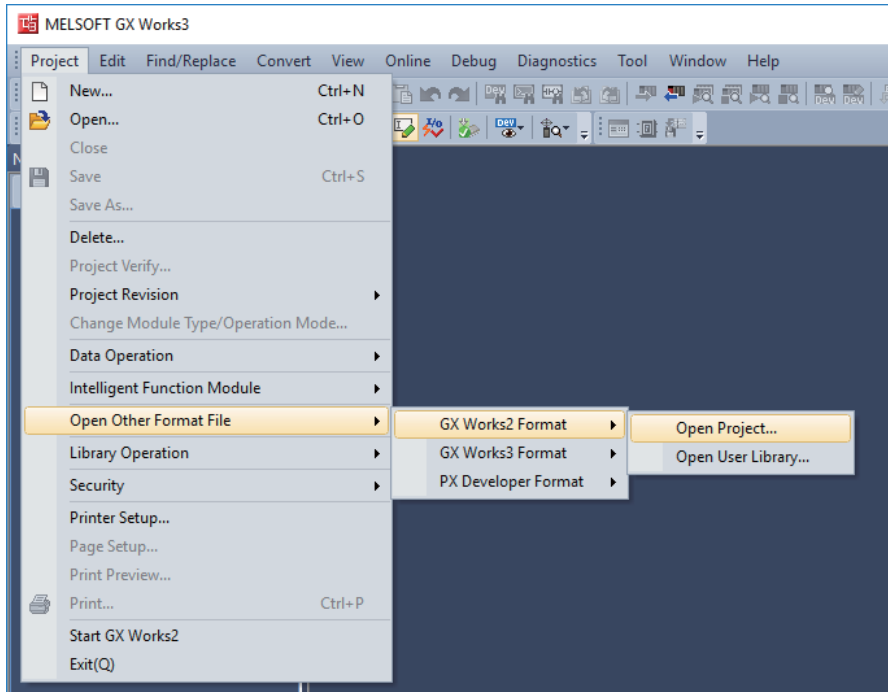 MELSOFT GX Works3
Project Edit Find/Replace Convert View Online Debug Diagnostics Tool Window Help
New... Ctrl+N
Open... Ctrl+O
Close
Save Ctrl+S
Save As...
Delete...
Project Verify...
Project Revision
Change Module Type/Operation Mode...
Data Operation
Intelligent Function Module
Open Other Format File
GX Works2 Format
Open Project...
Library Operation
GX Works3 Format
Open User Library...
Security
PX Developer Format
Printer Setup...
Page Setup...
Print Preview...
Print... Ctrl+P
Start GX Works2
Exit(Q)